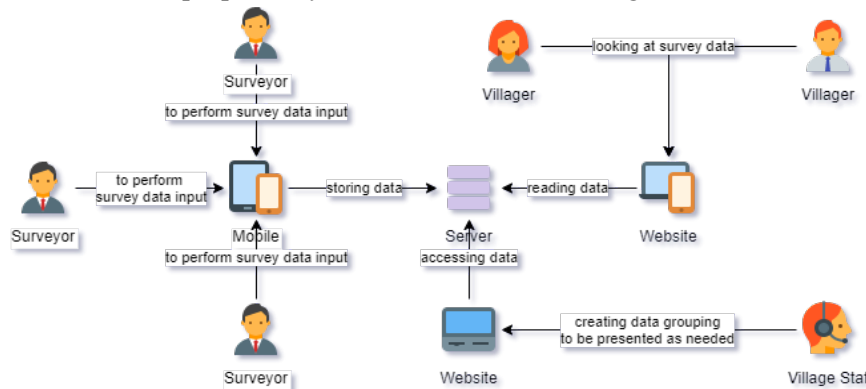 Surveyor
looking at survey data
Villager
Villager
to perform survey data input
to perform
survey data input
storing data
reading data
Surveyor
Mobile
Server
Website
to perform survey data input
accessing data
creating data grouping
to be presented as needed
Surveyor
Website
Village Staf